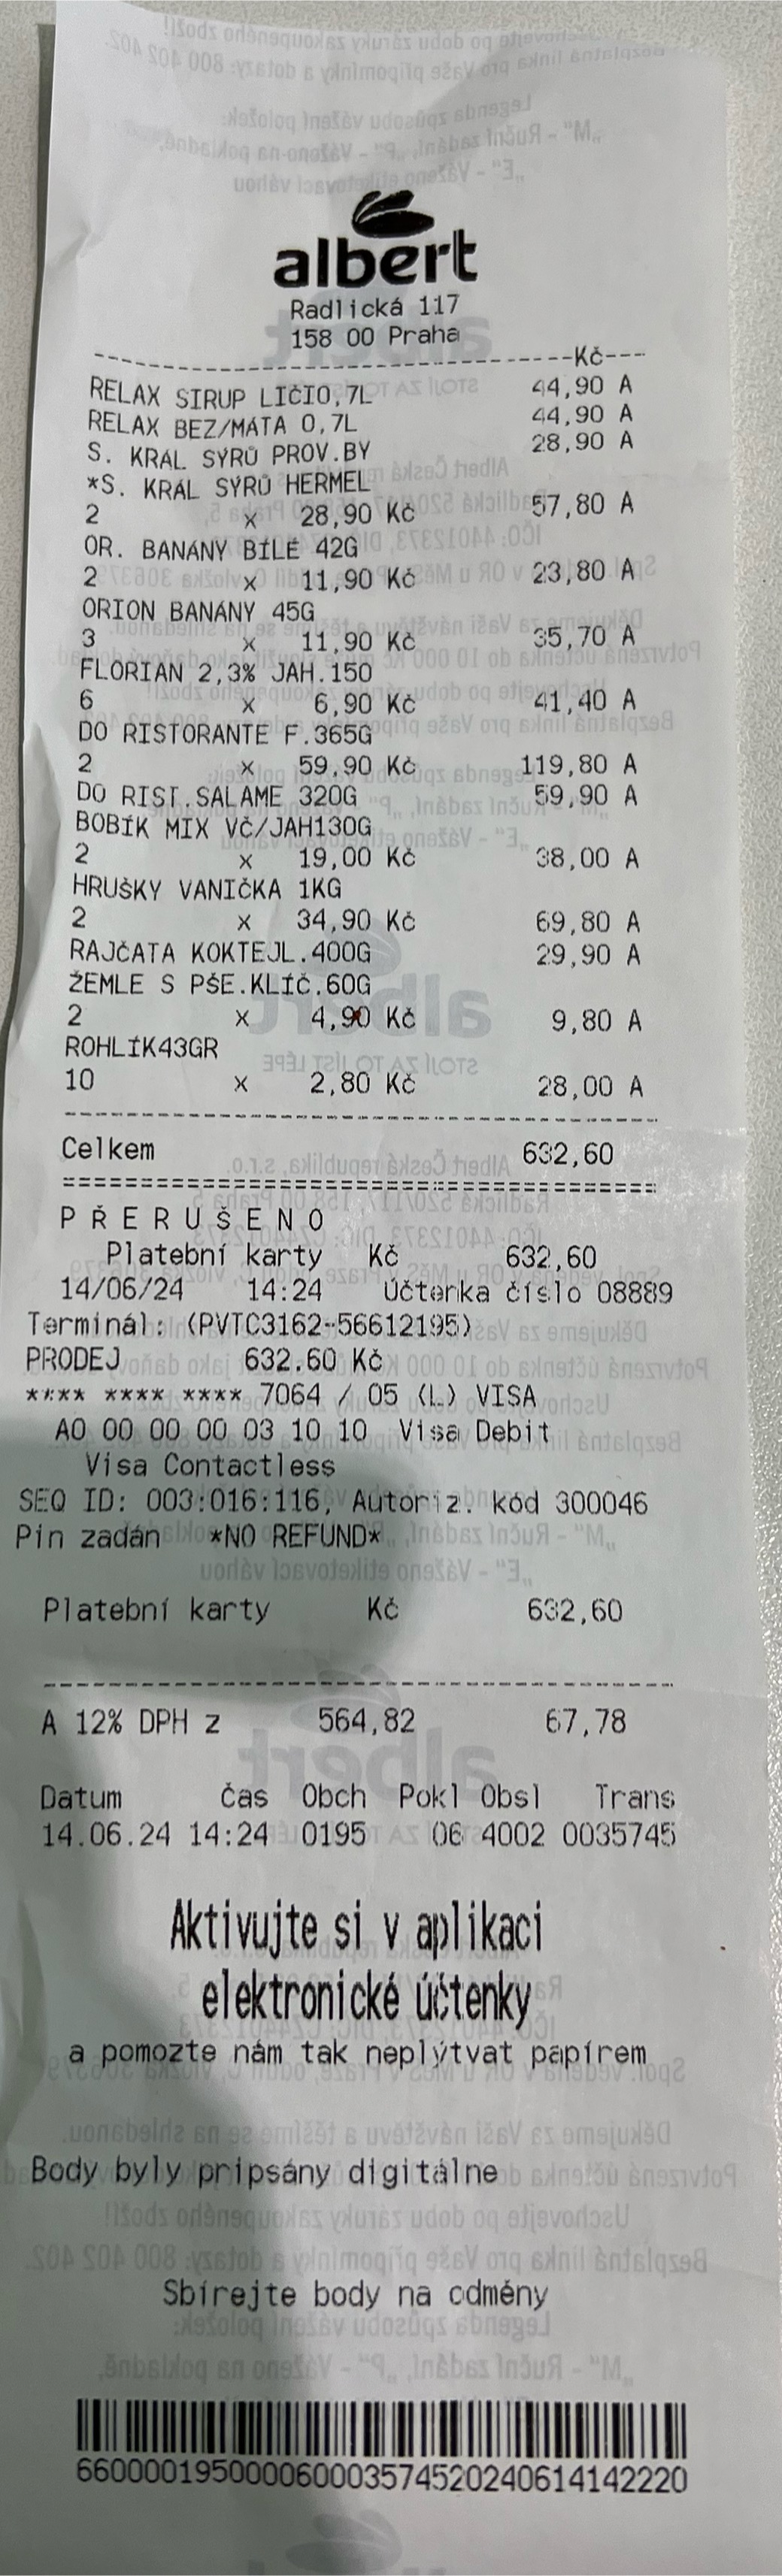 albert
Radlická 117
158 00 Praha
-----------------------------------Kč---
RELAX SIRUP LIČIO,7L 44,90 A
RELAX BEZ/MÁTA 0,7L 44,90 A
S. KRÁL SÝRŮ PROV.BY 28,90 A
*S. KRÁL SÝRŮ HERMEL
2 x 28,90 Kč 57,80 A
OR. BANÁNY BÍLÉ 42G
2 x 11,90 Kč 23,80 A
ORION BANÁNY 45G
3 x 11,90 Kč 35,70 A
FLORIAN 2,3% JAH.150
6 x 6,90 Kč 41,40 A
DO RISTORANTE F.365G
2 x 59,90 Kč 119,80 A
DO RIST.SALAME 320G 59,90 A
BOBÍK MIX VČ/JAH130G
2 x 19,00 Kč 38,00 A
HRUŠKY VANIČKA 1KG
2 x 34,90 Kč 69,80 A
RAJČATA KOKTEJL.400G 29,90 A
ŽEMLE S PŠE.KLÍČ.60G
2 x 4,90 Kč 9,80 A
ROHLÍK43GR
10 x 2,80 Kč 28,00 A
Celkem 632,60
PŘERUŠENO
Platební karty Kč 632,60
14/06/24 14:24 Účtenka číslo 08889
Terminál: (PVTC3162-56612195)
PRODEJ 632.60 Kč
**** **** **** 7064 / 05 (L) VISA
A0 00 00 00 03 10 10 Visa Debit
Visa Contactless
SEQ ID: 003:016:116, Autoriz. kód 300046
Pin zadán *NO REFUND*
Platební karty Kč 632,60
A 12% DPH z 564,82 67,78
Datum Čas Obch Pokl Obsl Trans
14.06.24 14:24 0195 06 4002 0035745
Aktivujte si v aplikaci
elektronické účtenky
a pomozte nám tak neplýtvat papírem
Body byly pripsány digitálne
Sbírejte body na odměny
6600001950000600035745202406141422​20